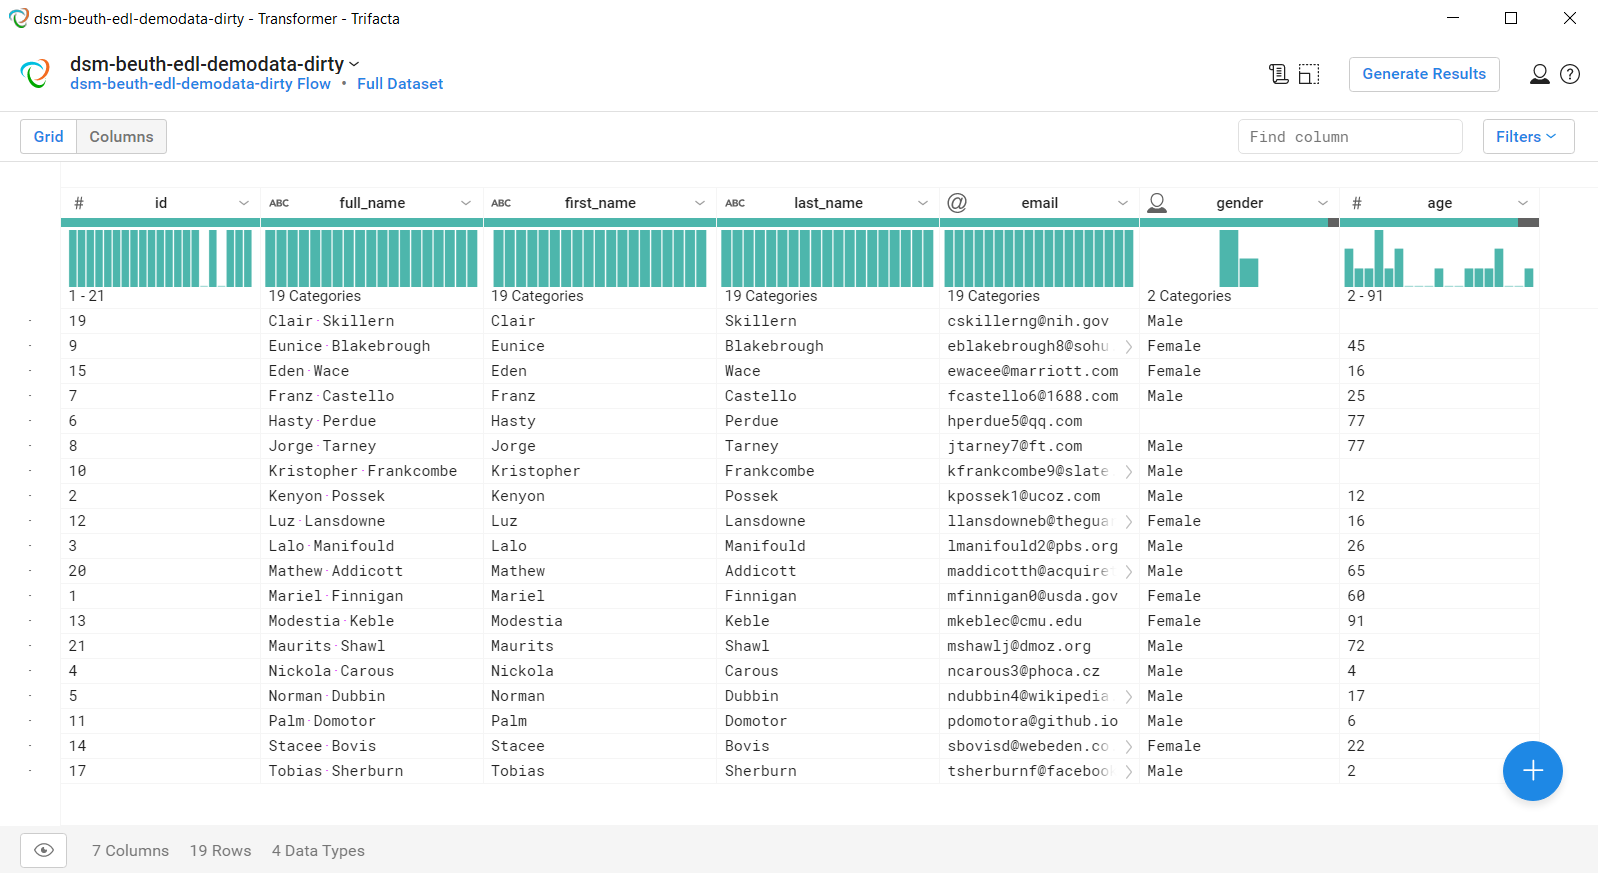 dsm-beuth-edl-demodata-dirty - Transformer - Trifacta
dsm-beuth-edl-demodata-dirty
dsm-beuth-edl-demodata-dirty Flow • Full Dataset
Generate Results
Grid Columns
Find column
Filters
# id ABC full_name ABC first_name ABC last_name @ email gender # age
1 - 21 19 Categories 19 Categories 19 Categories 19 Categories 2 Categories 2 - 91
19 Clair·Skillern Clair Skillern cskillerng@nih.gov Male
9 Eunice·Blakebrough Eunice Blakebrough eblakebrough8@sohu Female 45
15 Eden·Wace Eden Wace ewacee@marriott.com Female 16
7 Franz·Castello Franz Castello fcastello6@1688.com Male 25
6 Hasty·Perdue Hasty Perdue hperdue5@qq.com 77
8 Jorge·Tarney Jorge Tarney jtarney7@ft.com Male 77
10 Kristopher·Frankcombe Kristopher Frankcombe kfrankcombe9@slate Male
2 Kenyon·Possek Kenyon Possek kpossek1@ucoz.com Male 12
12 Luz·Lansdowne Luz Lansdowne llansdowneb@thegua Female 16
3 Lalo·Manifould Lalo Manifould lmanifould2@pbs.org Male 26
20 Mathew·Addicott Mathew Addicott maddicotth@acquire Male 65
1 Mariel·Finnigan Mariel Finnigan mfinnigan0@usda.gov Female 60
13 Modestia·Keble Modestia Keble mkeblec@cmu.edu Female 91
21 Maurits·Shawl Maurits Shawl mshawlj@dmoz.org Male 72
4 Nickola·Carous Nickola Carous ncarous3@phoca.cz Male 4
5 Norman·Dubbin Norman Dubbin ndubbin4@wikipedia Male 17
11 Palm·Domotor Palm Domotor pdomotora@github.io Male 6
14 Stacee·Bovis Stacee Bovis sbovisd@webeden.co Female 22
17 Tobias·Sherburn Tobias Sherburn tsherburnf@faceboo Male 2
7 Columns 19 Rows 4 Data Types